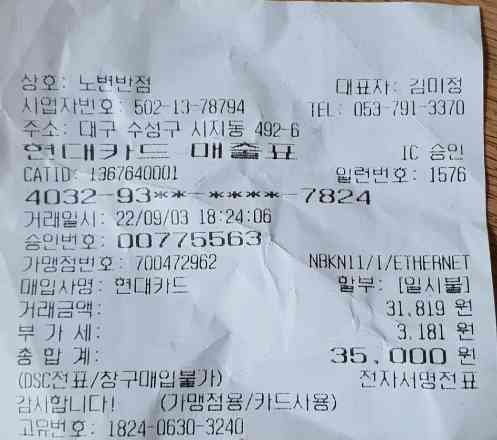 상호: 노변반점 대표자: 김미정
사업자번호: 502-13-78794 TEL: 053-791-3370
주소: 대구 수성구 시지동 492-6
현대카드 매출표 IC 승인
CATID: 1367640001 일련번호: 1576
4032-93**-****-7824
거래일시: 22/09/03 18:24:06
승인번호: 00775563
가맹점번호: 700472962 NBKN11/1/ETHERNET
매입사명: 현대카드 할부: [일시불]
거래금액: 31,819 원
부 가 세: 3,181 원
총 합 계: 35,000 원
(DSC전표/창구매입불가) 전자서명전표
감사합니다! (가맹점용/카드사용)
고유번호: 1824-0630-3240